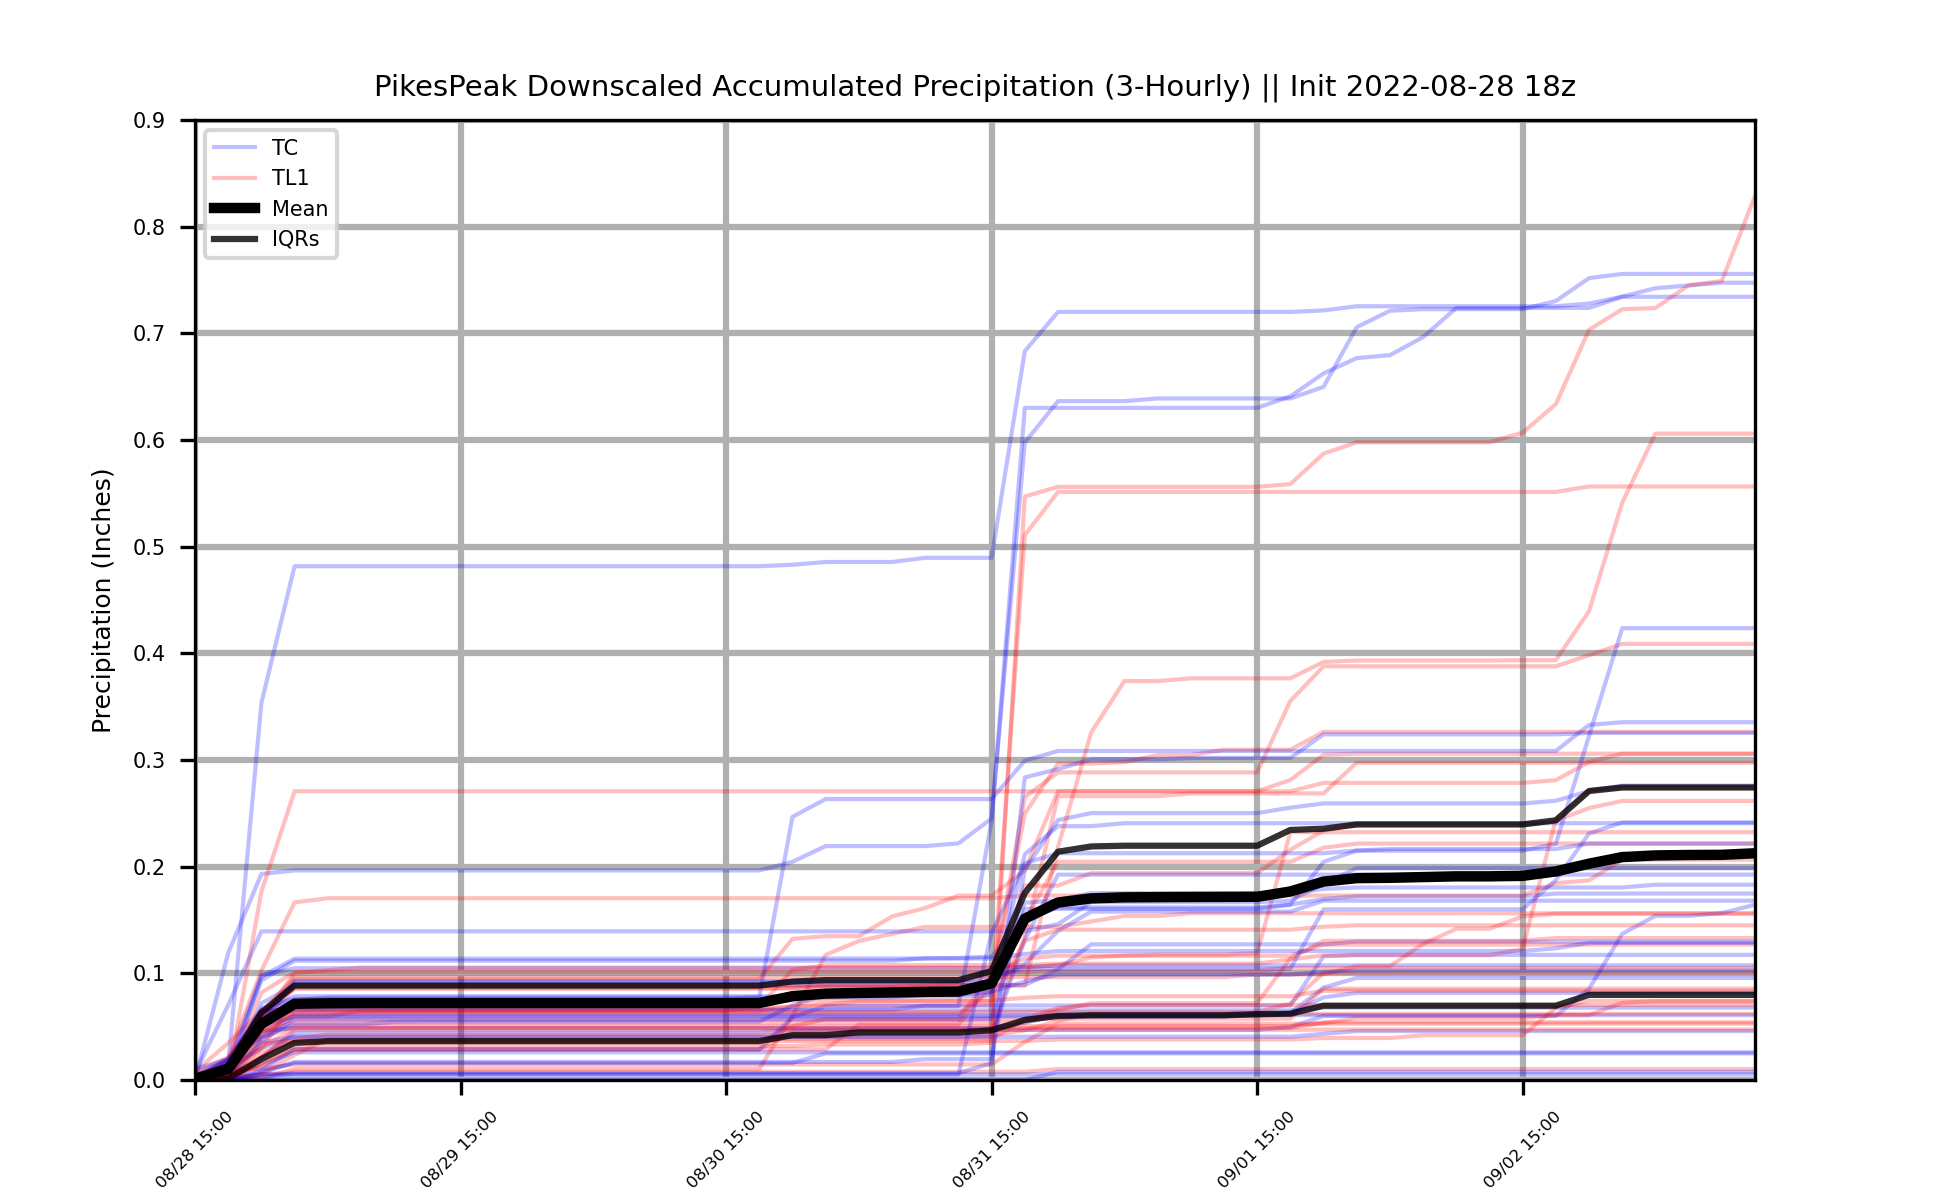 PikesPeak Downscaled Accumulated Precipitation (3-Hourly) || Init 2022-08-28 18z
TC
TL1
Mean
IQRs
Precipitation (Inches)
0.9
0.8
0.7
0.6
0.5
0.4
0.3
0.2
0.1
0.0
08/28 15:00
08/29 15:00
08/30 15:00
08/31 15:00
09/01 15:00
09/02 15:00